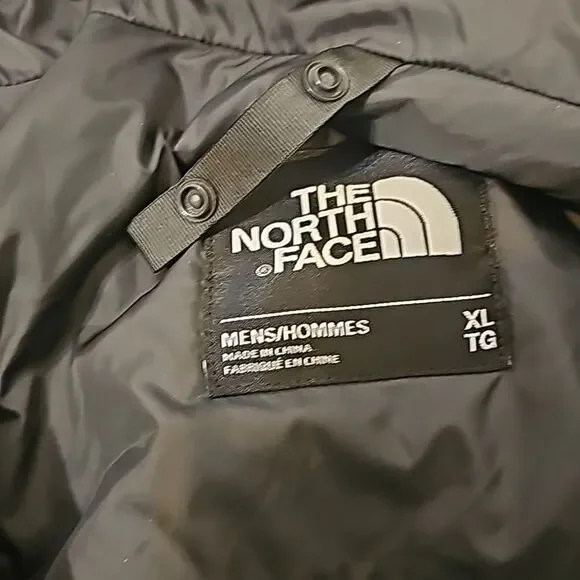 THE
NORTH
FACE
®
MENS/HOMMES
XL
MADE IN CHINA
TG
FABRIQUÉ EN CHINE